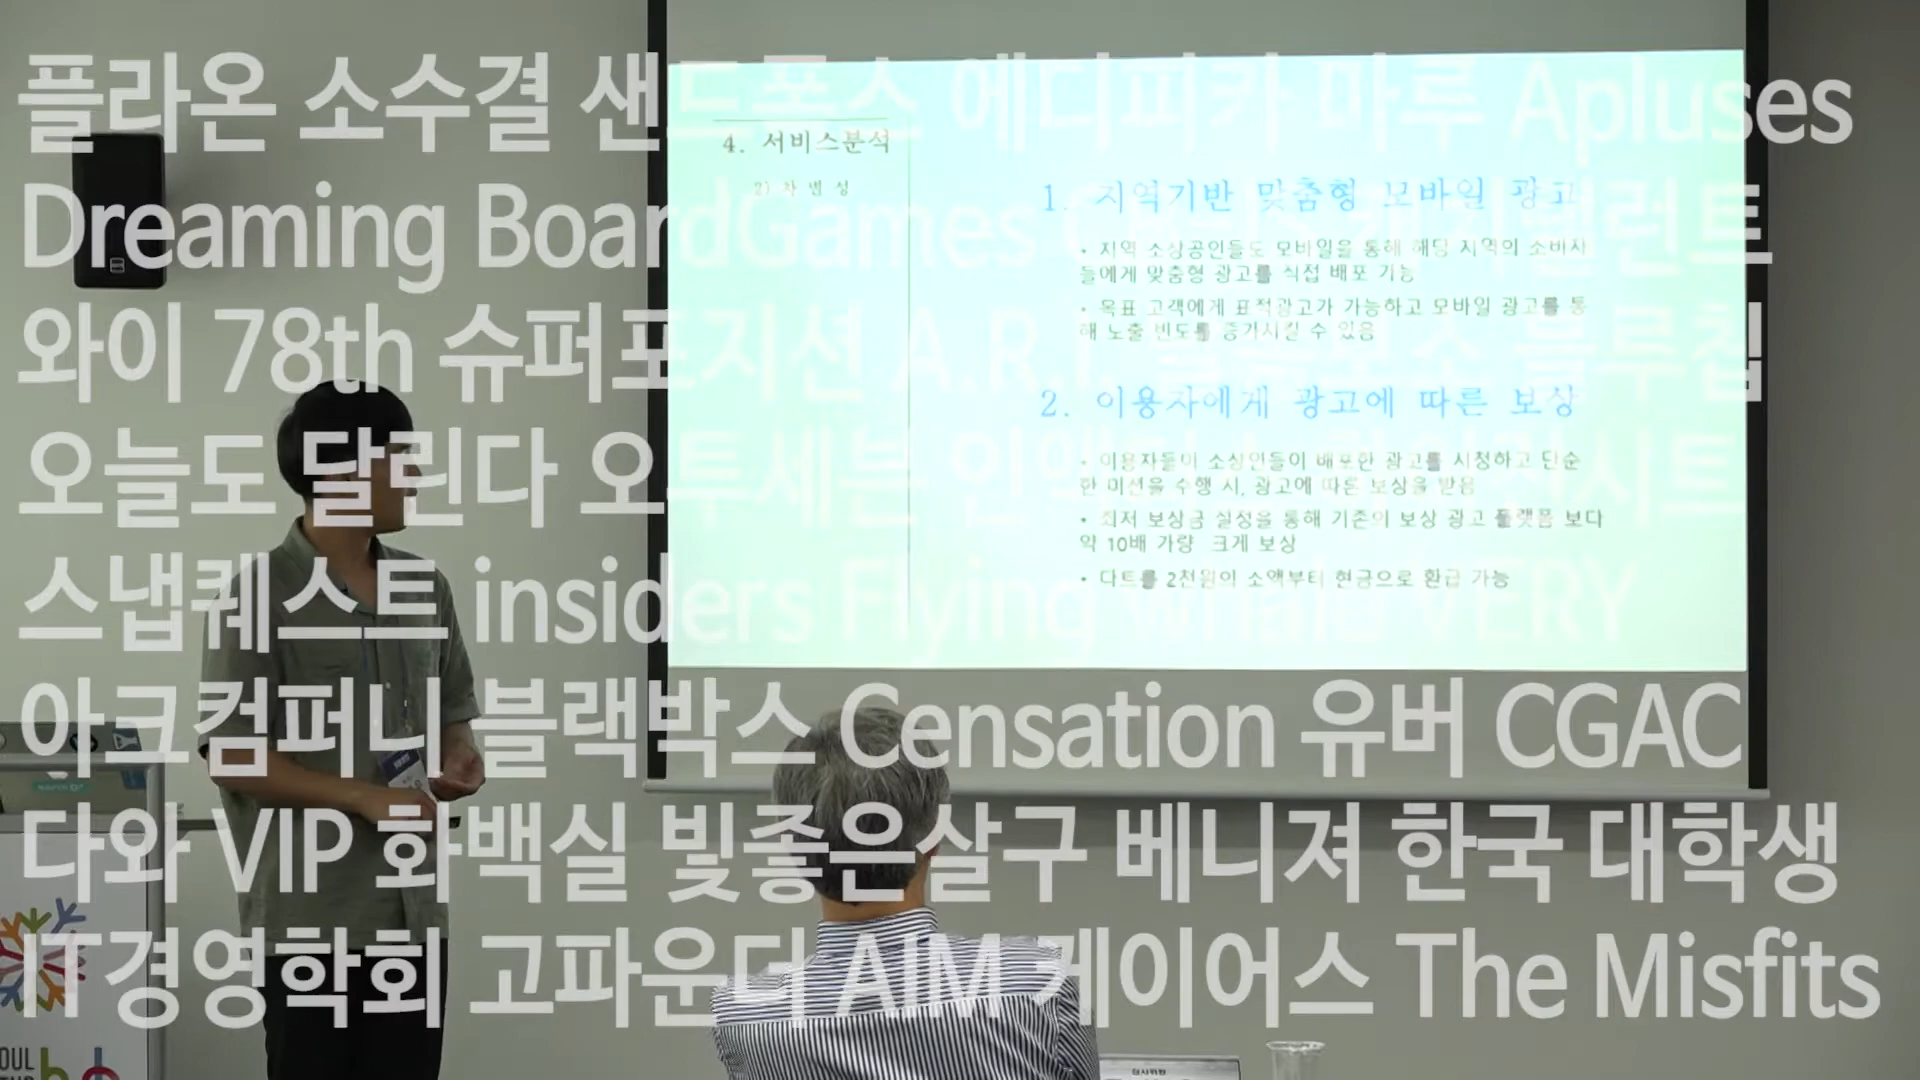 플라온 소수결 샌드폰스 에디피카 마루 Apluses
Dreaming BoardGames
와이 78th 슈퍼포지션 A.R.T. 블루칩
오늘도 달린다 오투세븐
스냅퀘스트 insiders Flying Whale VERY
아크컴퍼니 블랙박스 Censation 유버 CGAC
다와 VIP 화백실 빛좋은살구 베니져 한국 대학생
IT경영학회 고파운더 AIM 케이어스 The Misfits
4. 서비스분석
2) 차별성
1. 지역기반 맞춤형 모바일 광고
• 지역 소상공인들도 모바일을 통해 해당 지역의 소비자
들에게 맞춤형 광고를 직접 배포 가능
• 목표 고객에게 표적광고가 가능하고 모바일 광고를 통
해 노출 빈도를 증가시킬 수 있음
2. 이용자에게 광고에 따른 보상
• 이용자들이 소상인들이 배포한 광고를 시청하고 단순
한 미션을 수행 시, 광고에 따른 보상을 받음
• 최저 보상금 설정을 통해 기존의 보상 광고 플랫폼 보다
약 10배 가량 크게 보상
• 다트를 2천원의 소액부터 현금으로 환급 가능
심사위원